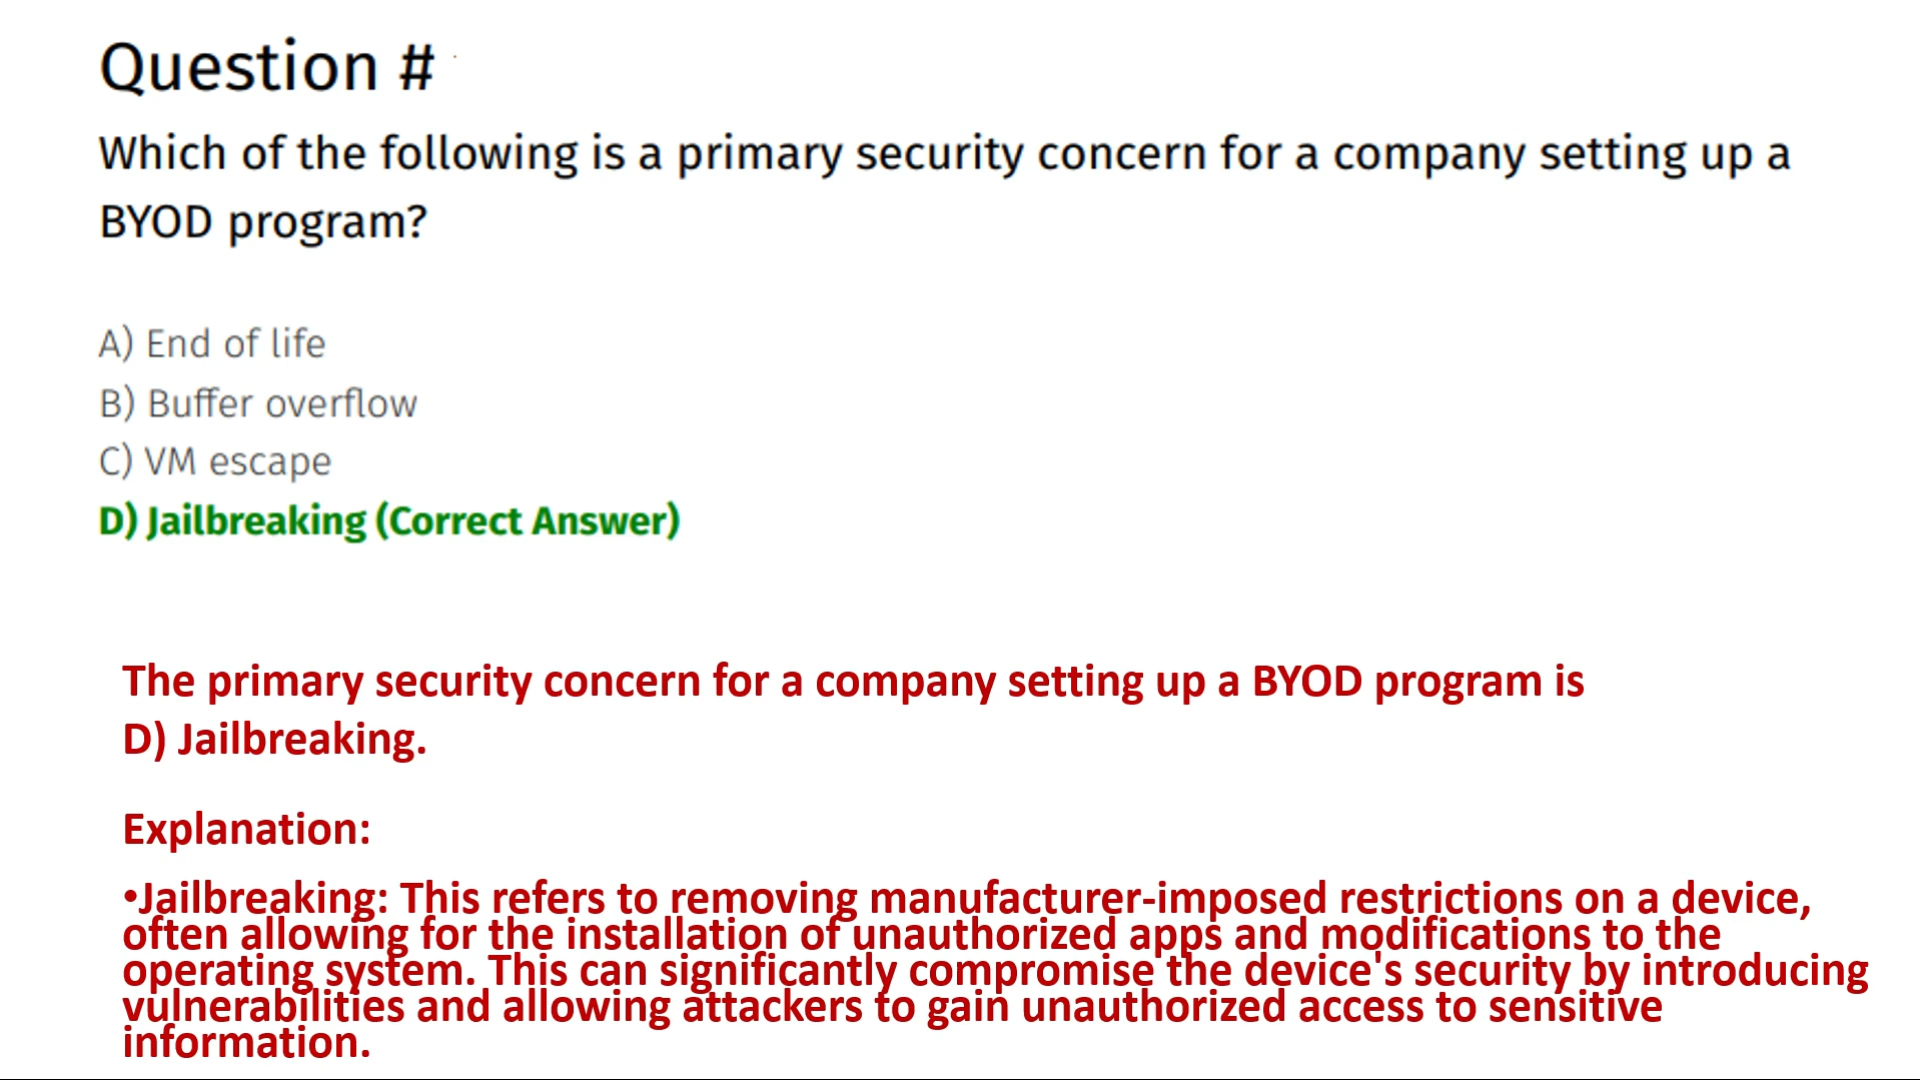 Question #
Which of the following is a primary security concern for a company setting up a
BYOD program?
A) End of life
B) Buffer overflow
C) VM escape
D) Jailbreaking (Correct Answer)
The primary security concern for a company setting up a BYOD program is
D) Jailbreaking.
Explanation:
•Jailbreaking: This refers to removing manufacturer-imposed restrictions on a device,
often allowing for the installation of unauthorized apps and modifications to the
operating system. This can significantly compromise the device's security by introducing
vulnerabilities and allowing attackers to gain unauthorized access to sensitive
information.